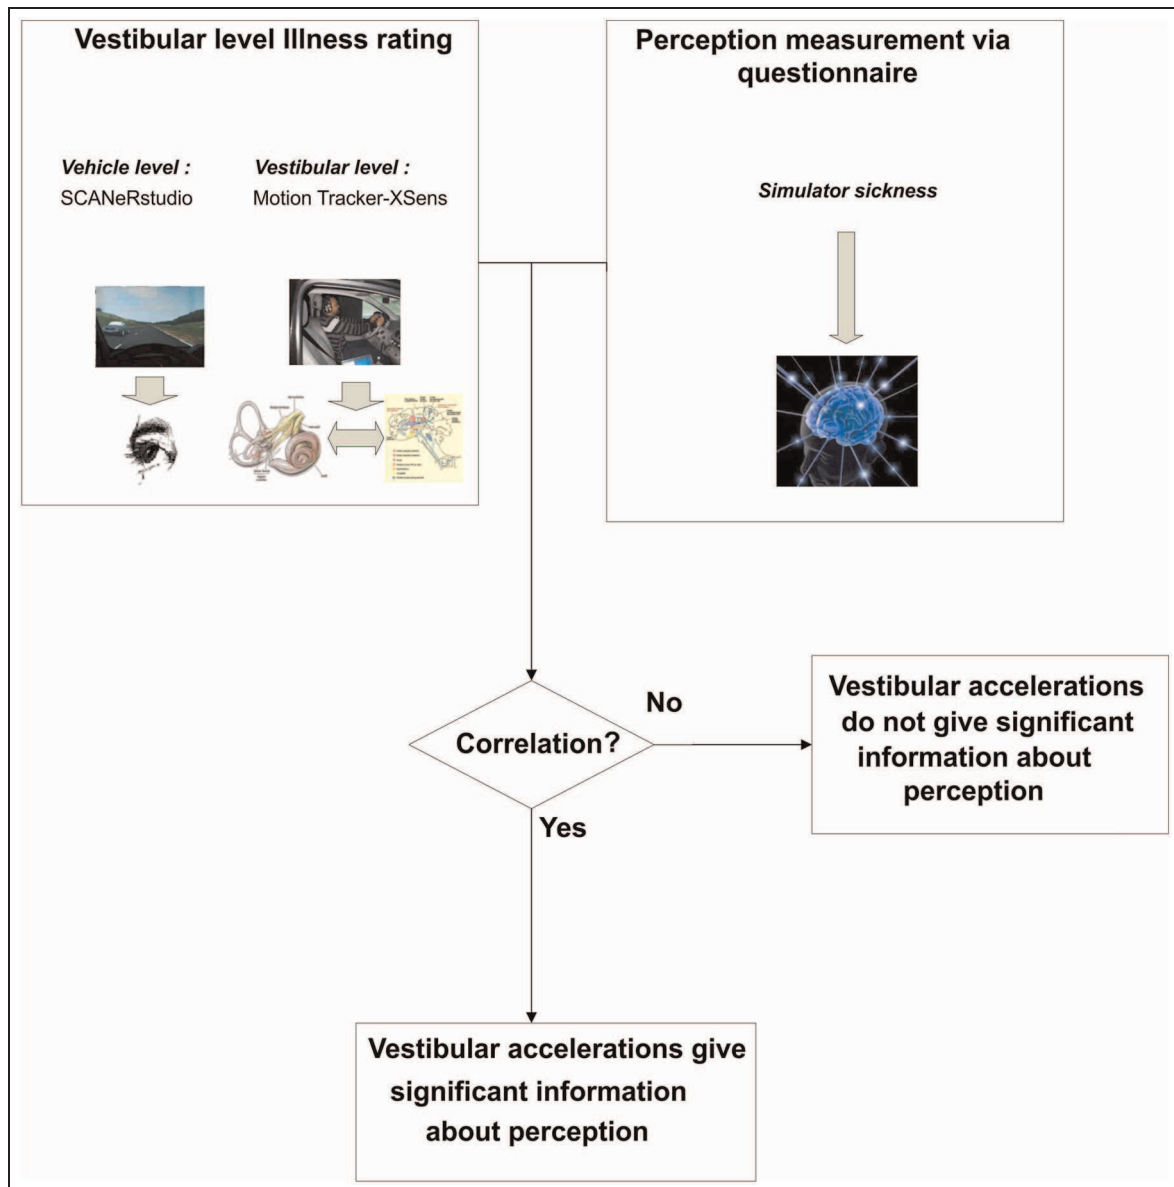 Vestibular level Illness rating
Vehicle level :
SCANeRstudio
Vestibular level :
Motion Tracker-XSens
Perception measurement via
questionnaire
Simulator sickness
Correlation?
No
Vestibular accelerations
do not give significant
information about
perception
Yes
Vestibular accelerations give
significant information
about perception